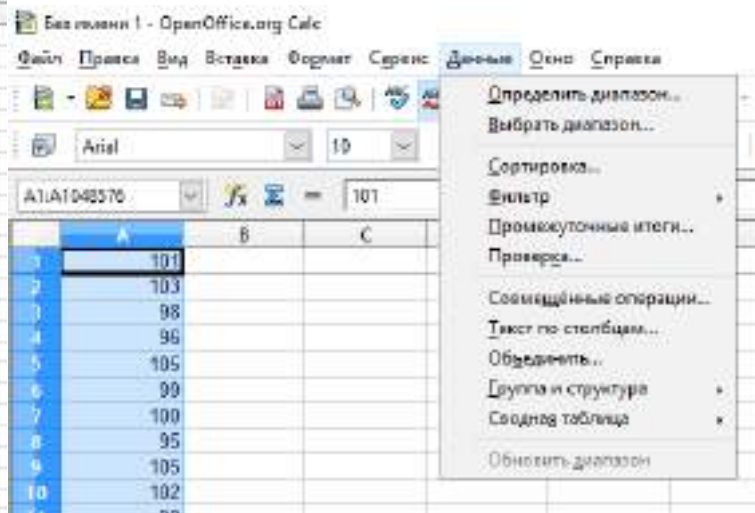 Без имени 1 - OpenOffice.org Calc
Файл Правка Вид Вставка Формат Сервис Данные Окно Справка
Arial 10
A1:A1048576 101
A B C
1 101
2 103
3 98
4 96
5 105
6 99
7 100
8 95
9 105
10 102
Определить диапазон...
Выбрать диапазон...
Сортировка...
Фильтр
Промежуточные итоги...
Проверка...
Совмещённые операции...
Текст по столбцам...
Объединить...
Группа и структура
Сводная таблица
Обновить диапазон